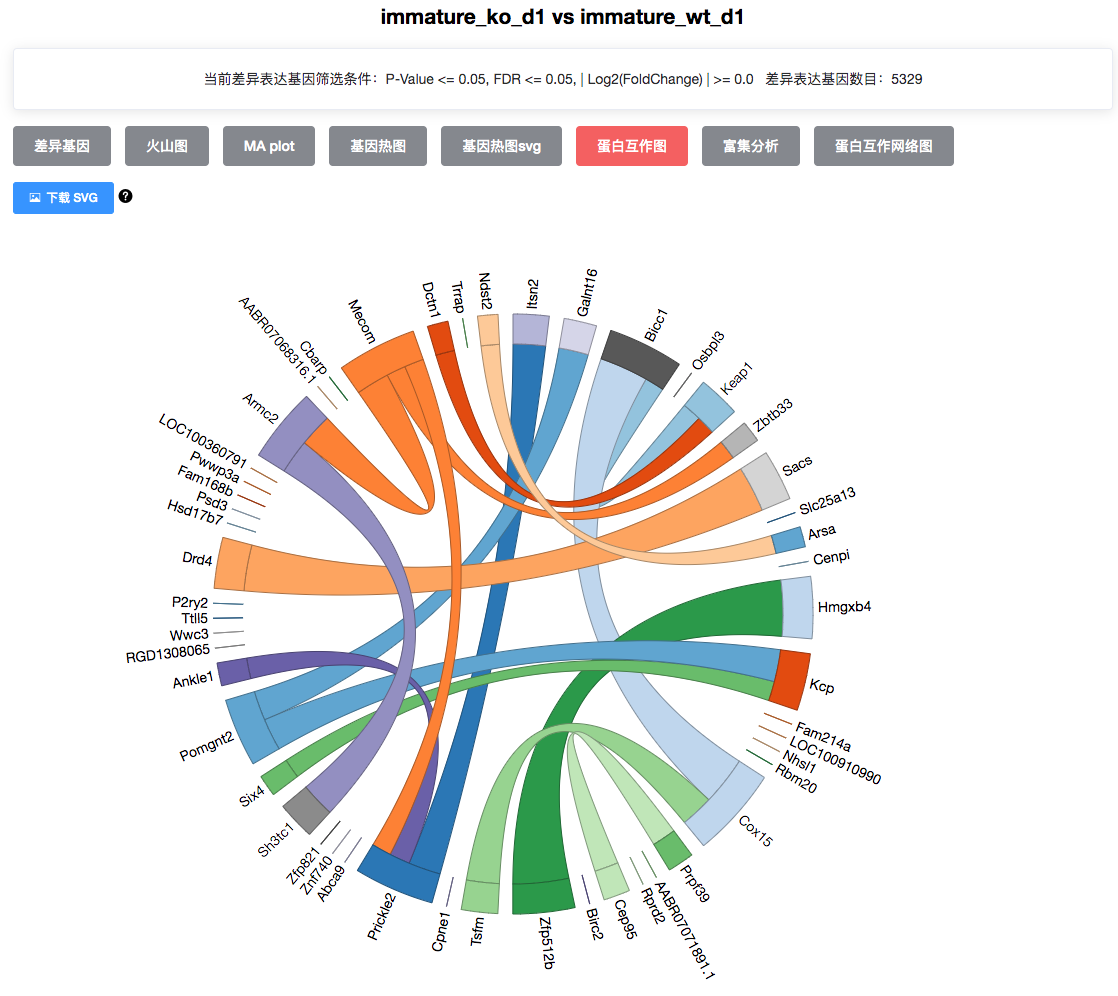 immature_ko_d1 vs immature_wt_d1
当前差异表达基因筛选条件：P-Value <= 0.05, FDR <= 0.05, | Log2(FoldChange) | >= 0.0 差异表达基因数目：5329
差异基因 火山图 MA plot 基因热图 基因热图svg 蛋白互作图 富集分析 蛋白互作网络图
下载 SVG ?
Itsn2
Galnt16
Bicc1
Osbpl3
Keap1
Zbtb33
Sacs
Slc25a13
Arsa
Cenpi
Hmgxb4
Kcp
Fam214a
LOC100910990
Nhsl1
Rbm20
Cox15
Prpf39
AABR07071891.1
Rprd2
Cep95
Birc2
Zfp512b
Tsfm
Cpne1
Prickle2
Abca9
Znf740
Zfp821
Sh3tc1
Six4
Pomgnt2
Ankle1
RGD1308065
Wwc3
Ttll5
P2ry2
Drd4
Hsd17b7
Psd3
Fam168b
Pwwp3a
LOC100360791
Armc2
AABR07068316.1
Cbarp
Mecom
Dctn1
Trrap
Ndst2